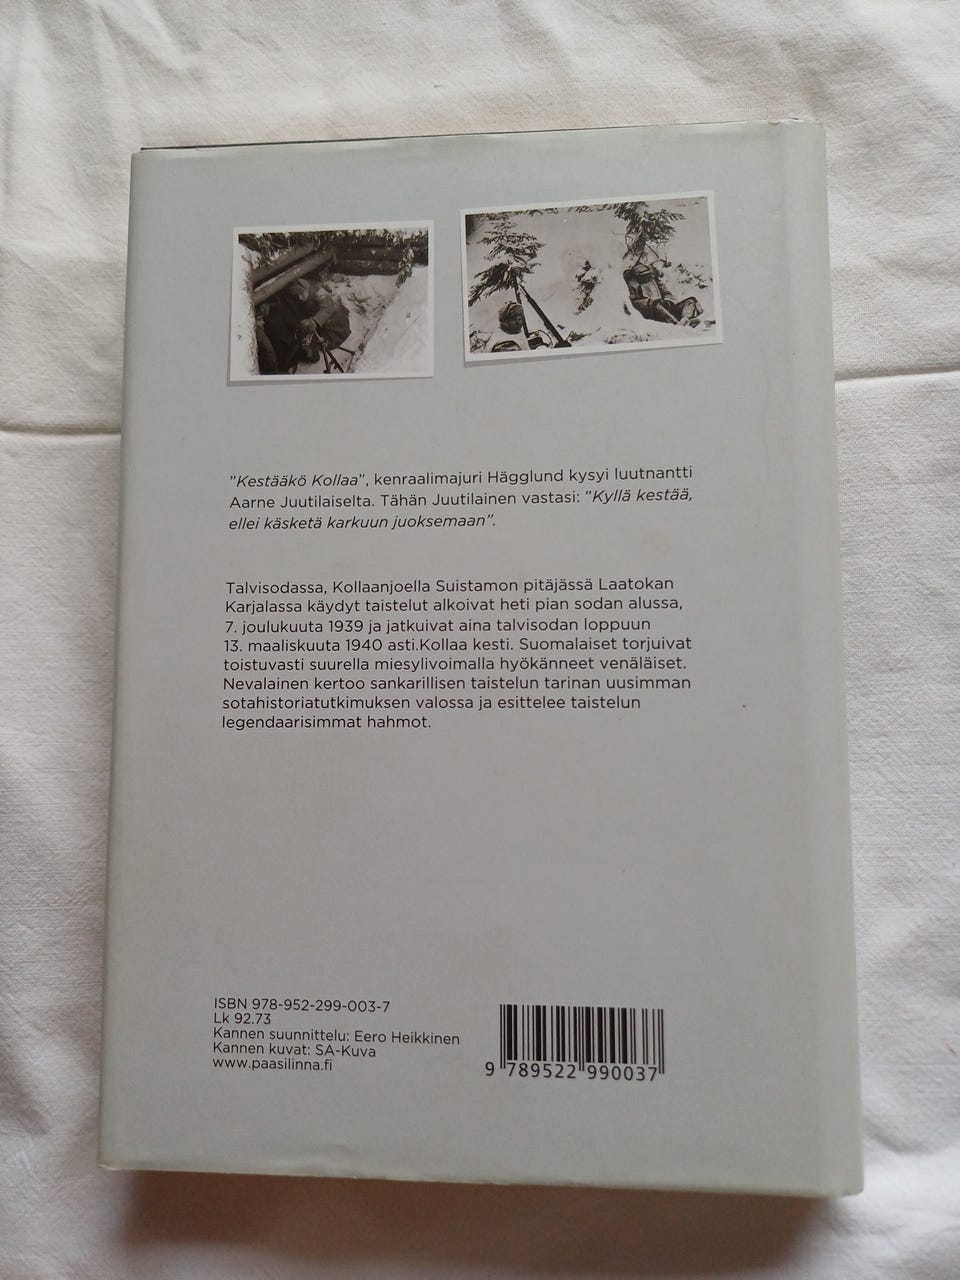 "Kestääkö Kollaa", kenraalimajuri Hägglund kysyi luutnantti
Aarne Juutilaiselta. Tähän Juutilainen vastasi: "Kyllä kestää,
ellei käsketä karkuun juoksemaan".
Talvisodassa, Kollaanjoella Suistamon pitäjässä Laatokan
Karjalassa käydyt taistelut alkoivat heti pian sodan alussa,
7. joulukuuta 1939 ja jatkuivat aina talvisodan loppuun
13. maaliskuuta 1940 asti.Kollaa kesti. Suomalaiset torjuivat
toistuvasti suurella miesylivoimalla hyökänneet venäläiset.
Nevalainen kertoo sankarillisen taistelun tarinan uusimman
sotahistoriatutkimuksen valossa ja esittelee taistelun
legendaarisimmat hahmot.
ISBN 978-952-299-003-7
Lk 92.73
Kannen suunnittelu: Eero Heikkinen
Kannen kuvat: SA-Kuva
www.paasilinna.fi
9 789522 990037